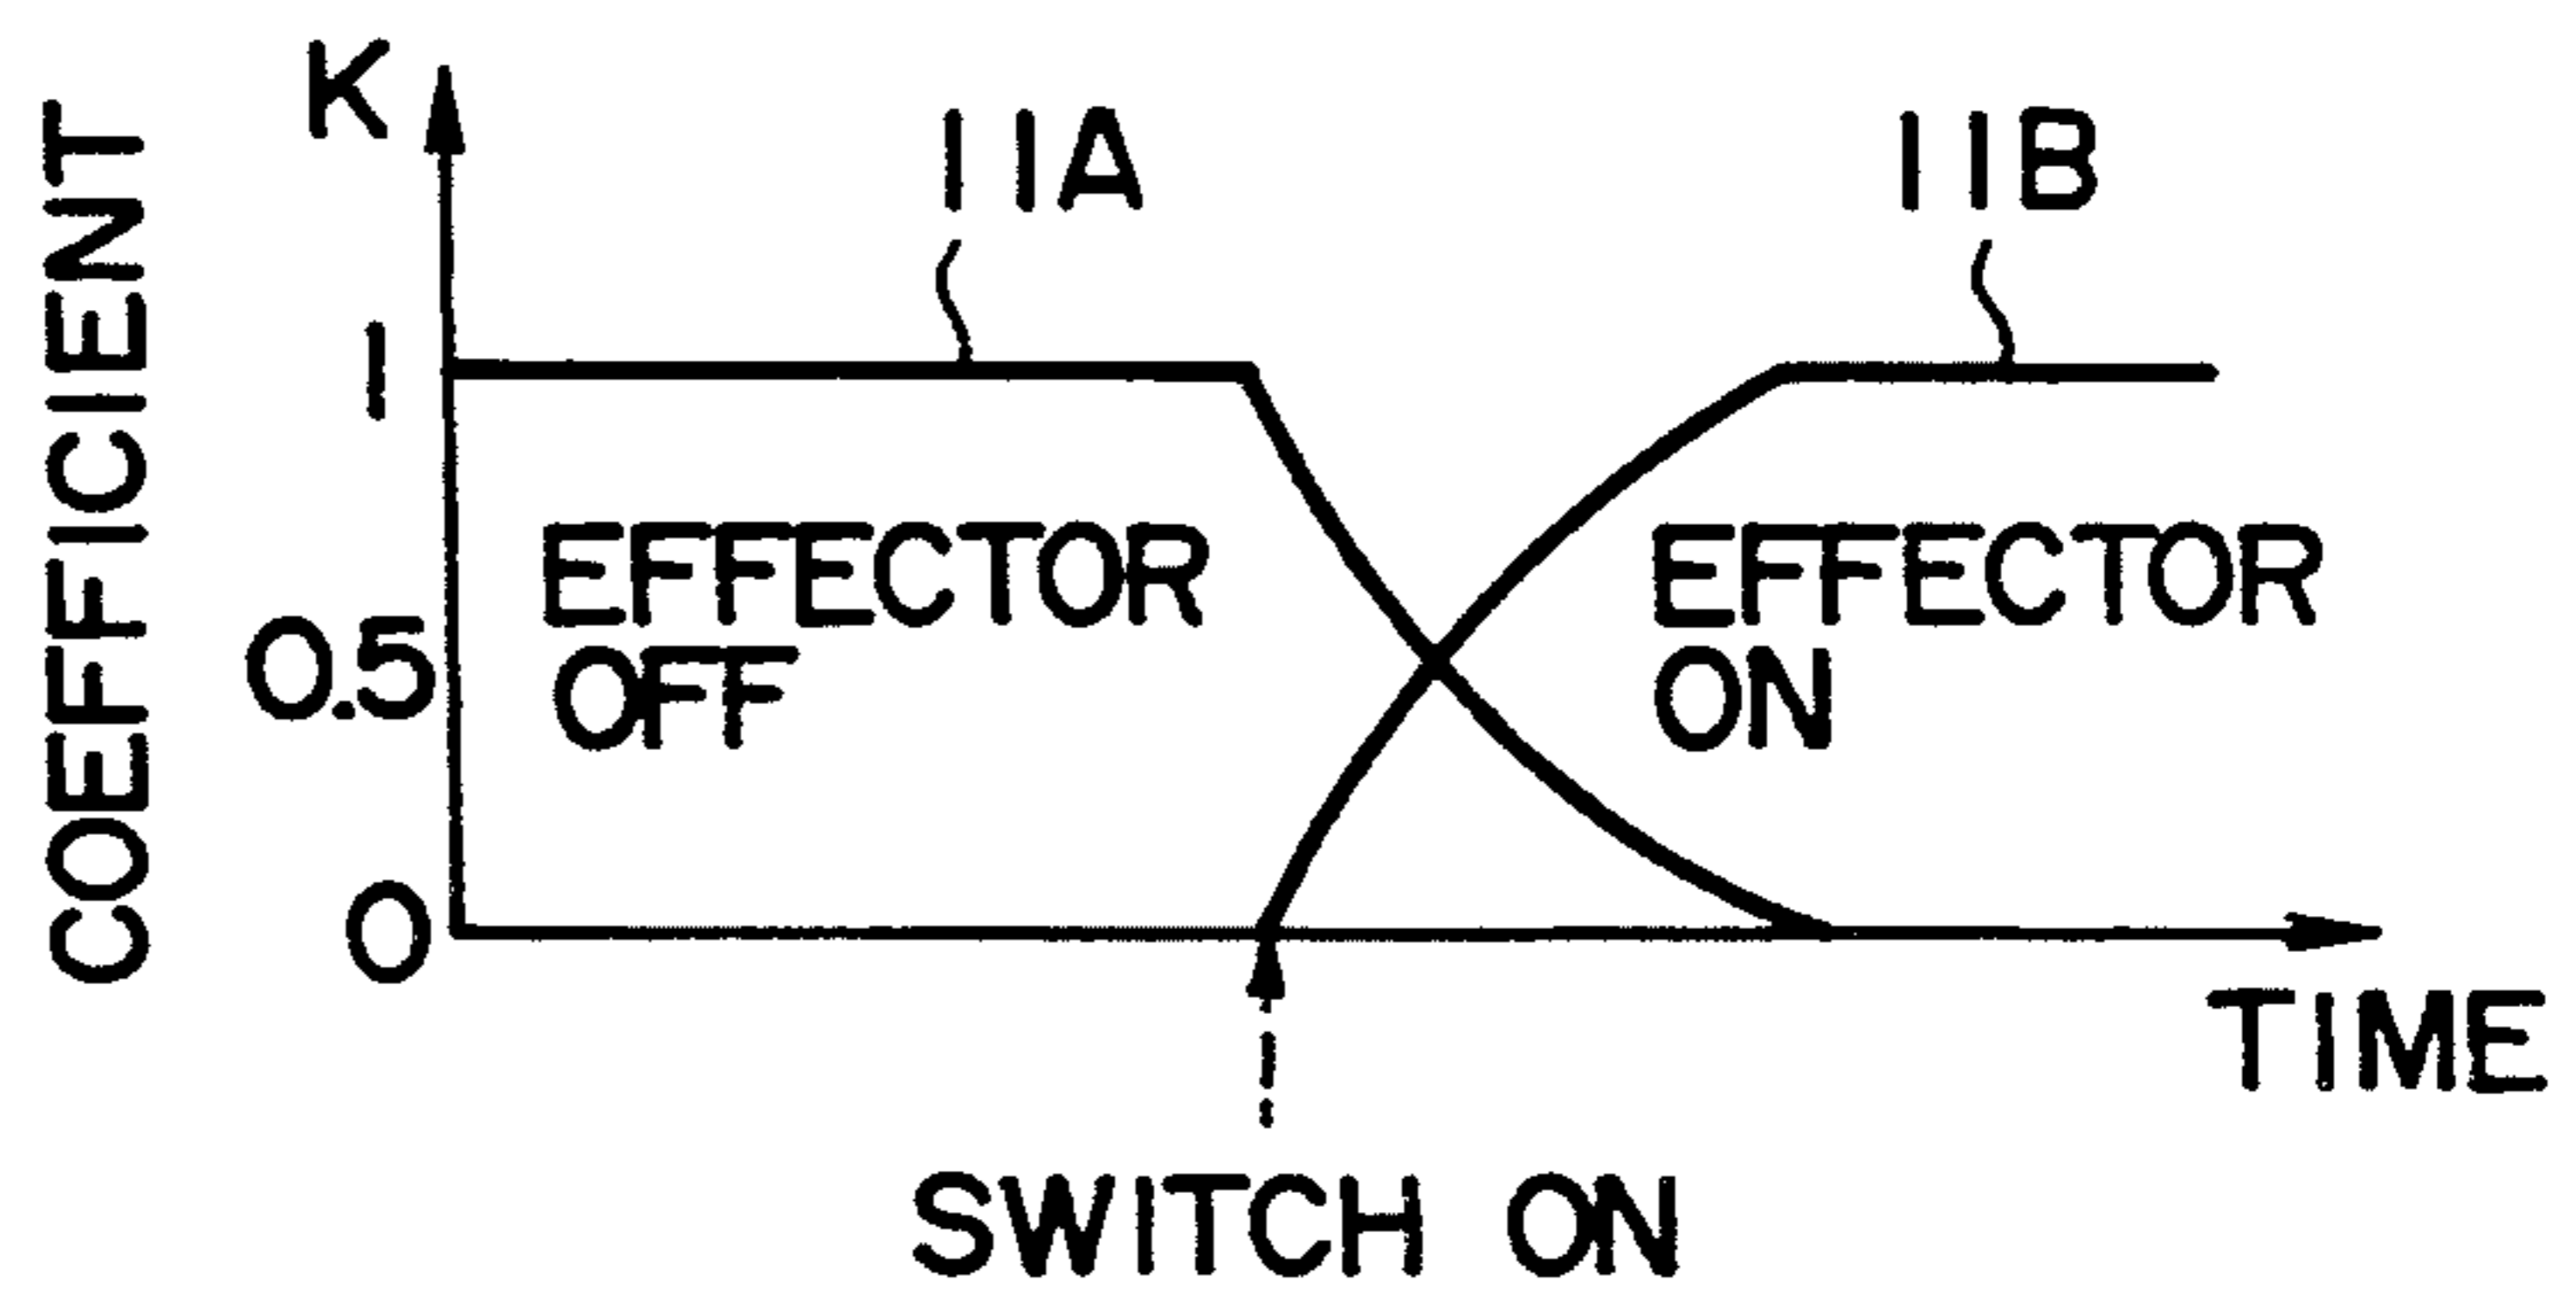 K
11A
11B
COEFFICIENT
1
EFFECTOR
OFF
EFFECTOR
ON
0.5
0
TIME
SWITCH ON